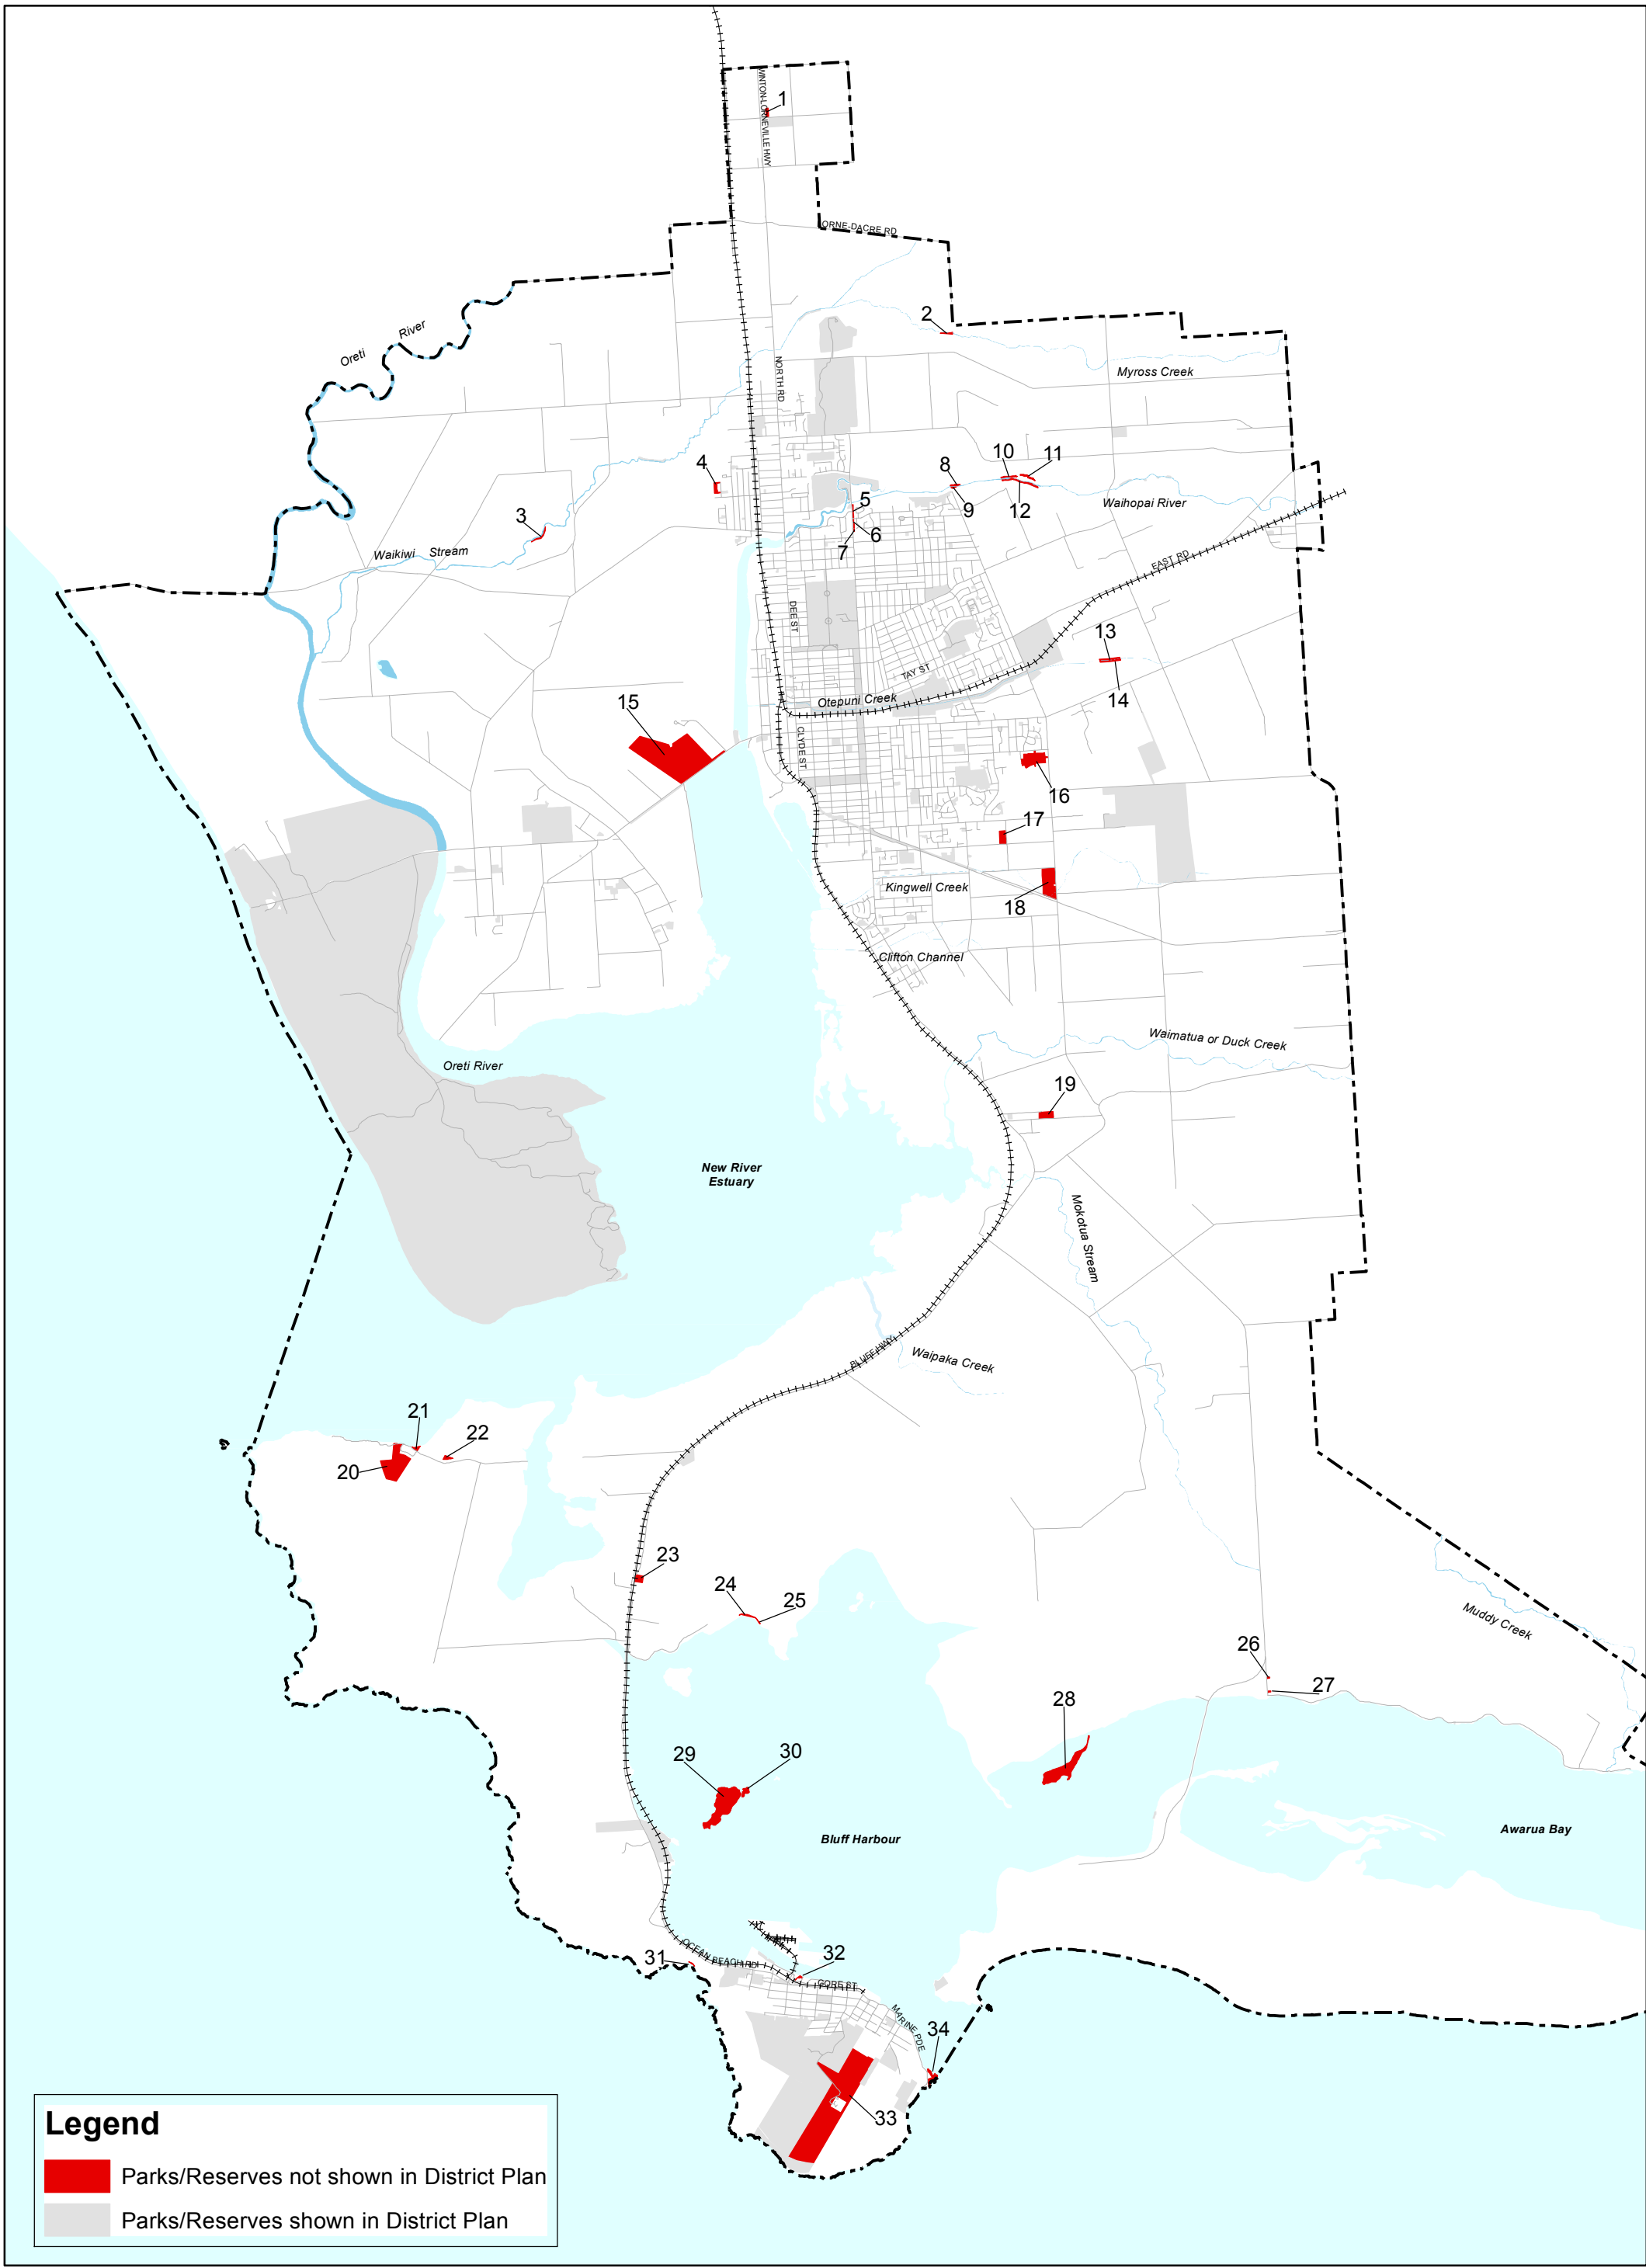 WINTON-LORNEVILLE HWY
1
ORNE-DACRE RD
2
Oreti River
Myross Creek
NORTH RD
3
4
5
6
7
8
9
10
11
12
Waihopai River
Waikiwi Stream
EAST RD
DEE ST
13
14
TAY ST
Otepuni Creek
15
CLYDE ST
16
17
Kingwell Creek
18
Clifton Channel
Waimatua or Duck Creek
Oreti River
19
New River
Estuary
Mokotua Stream
BLUFF HWY
Waipaka Creek
21
22
20
23
24
25
Muddy Creek
26
27
28
29
30
Bluff Harbour
Awarua Bay
31
OCEAN BEACH RD
32
GORE ST
MARINE PDE
34
33
Legend
Parks/Reserves not shown in District Plan
Parks/Reserves shown in District Plan